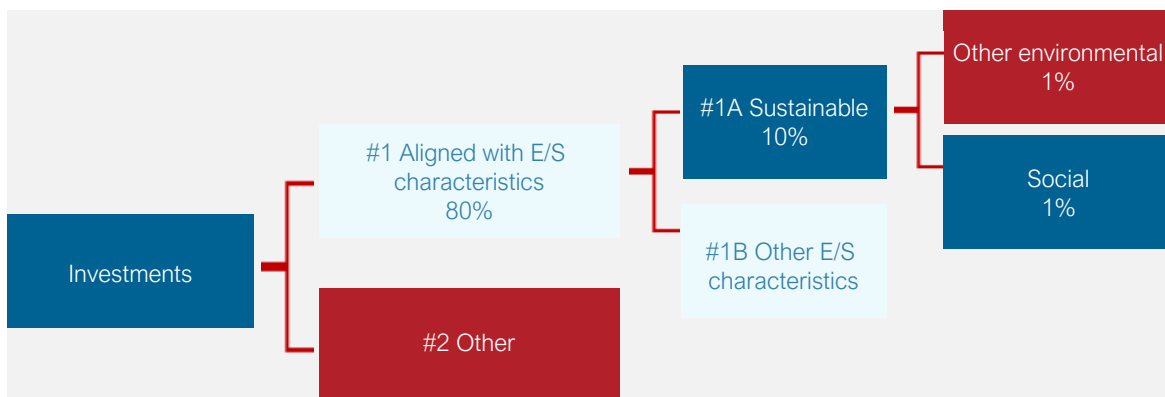 Investments
#1 Aligned with E/S
characteristics
80%
#2 Other
#1A Sustainable
10%
#1B Other E/S
characteristics
Other environmental
1%
Social
1%